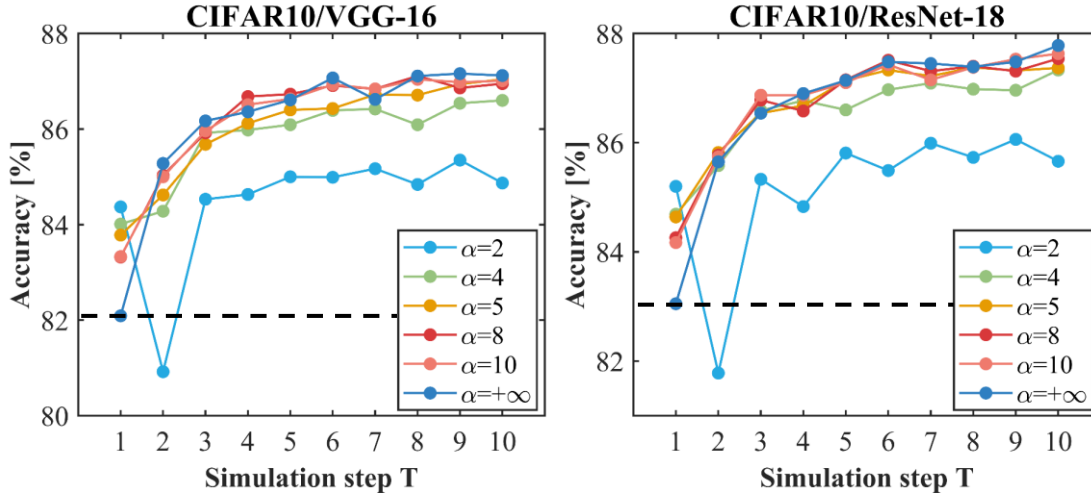 CIFAR10/VGG-16
Accuracy [%]
88
86
84
82
80
α=2
α=4
α=5
α=8
α=10
α=+∞
1 2 3 4 5 6 7 8 9 10
Simulation step T
CIFAR10/ResNet-18
Accuracy [%]
88
86
84
82
α=2
α=4
α=5
α=8
α=10
α=+∞
1 2 3 4 5 6 7 8 9 10
Simulation step T